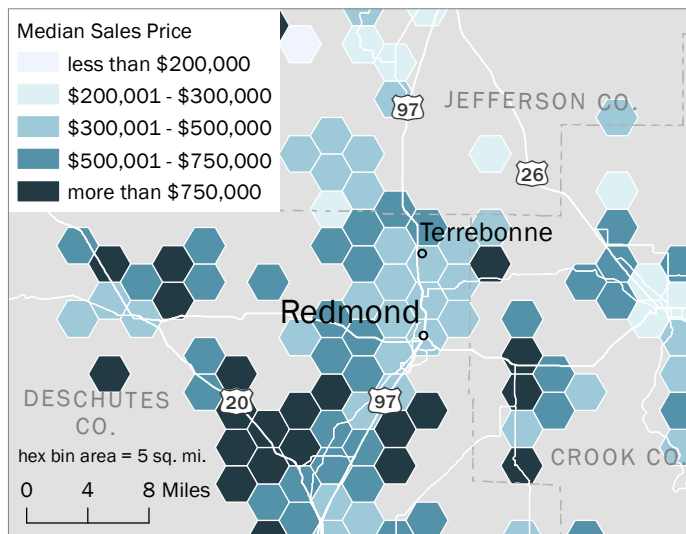 Median Sales Price
less than $200,000
$200,001 - $300,000
$300,001 - $500,000
$500,001 - $750,000
more than $750,000
97
JEFFERSON CO.
26
Terrebonne
Redmond
DESCHUTES
CO.
20
97
hex bin area = 5 sq. mi.
CROOK CO.
0 4 8 Miles